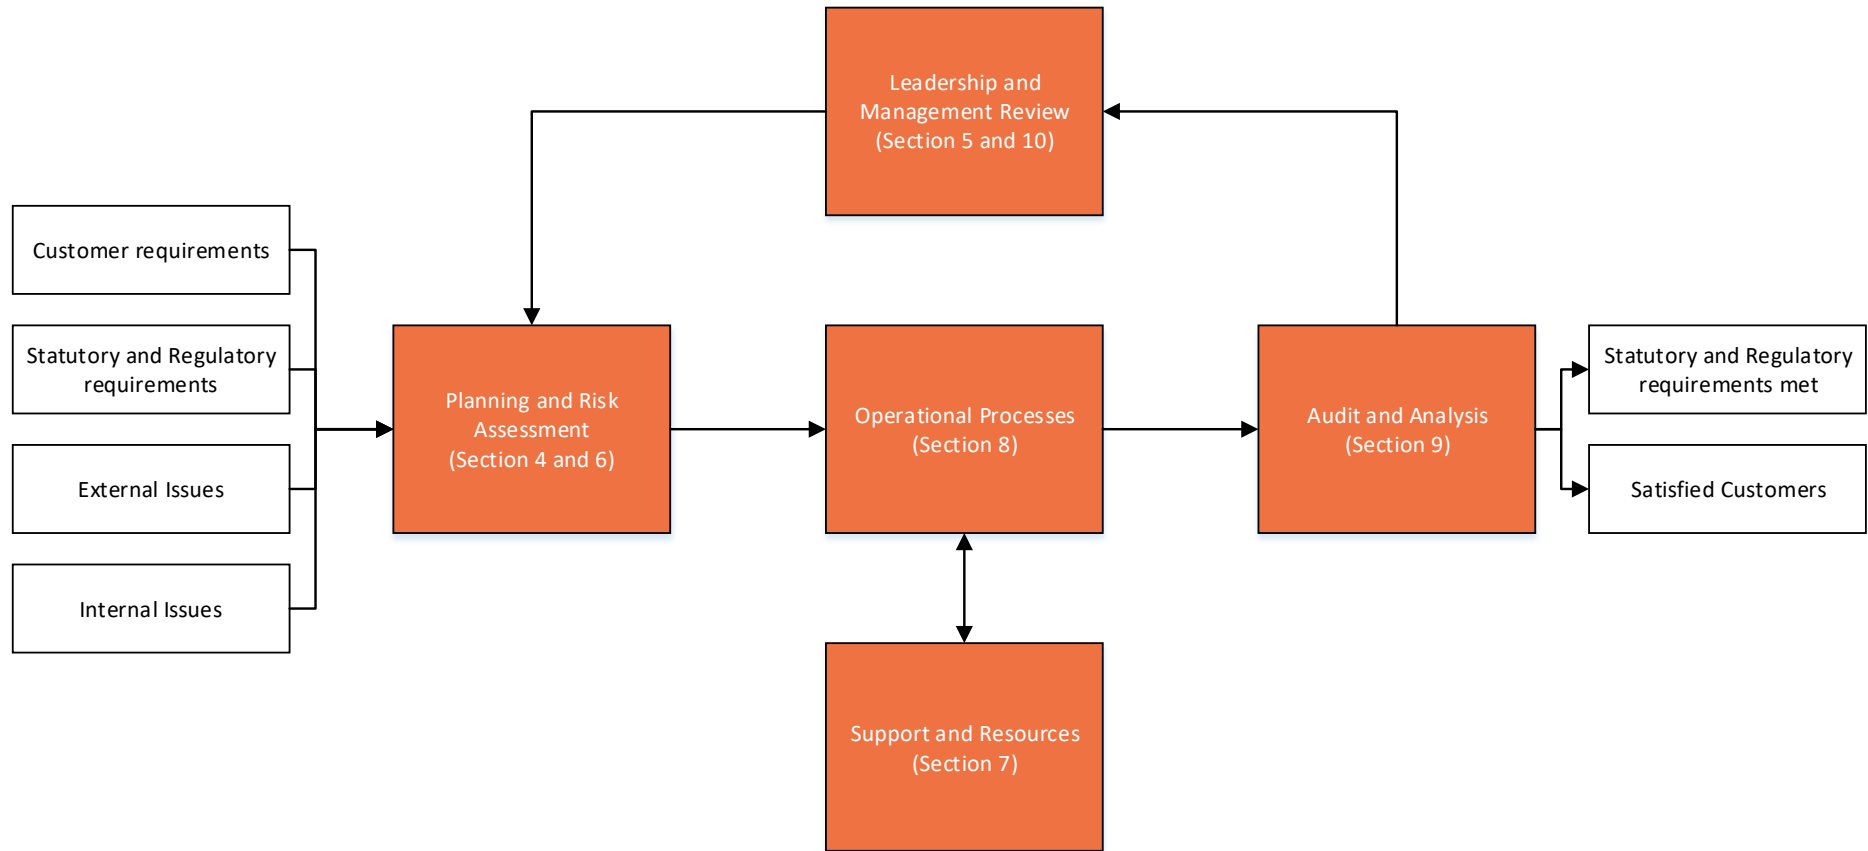 Leadership and
Management Review
(Section 5 and 10)
Customer requirements
Statutory and Regulatory
requirements
External Issues
Internal Issues
Planning and Risk
Assessment
(Section 4 and 6)
Operational Processes
(Section 8)
Audit and Analysis
(Section 9)
Statutory and Regulatory
requirements met
Satisfied Customers
Support and Resources
(Section 7)